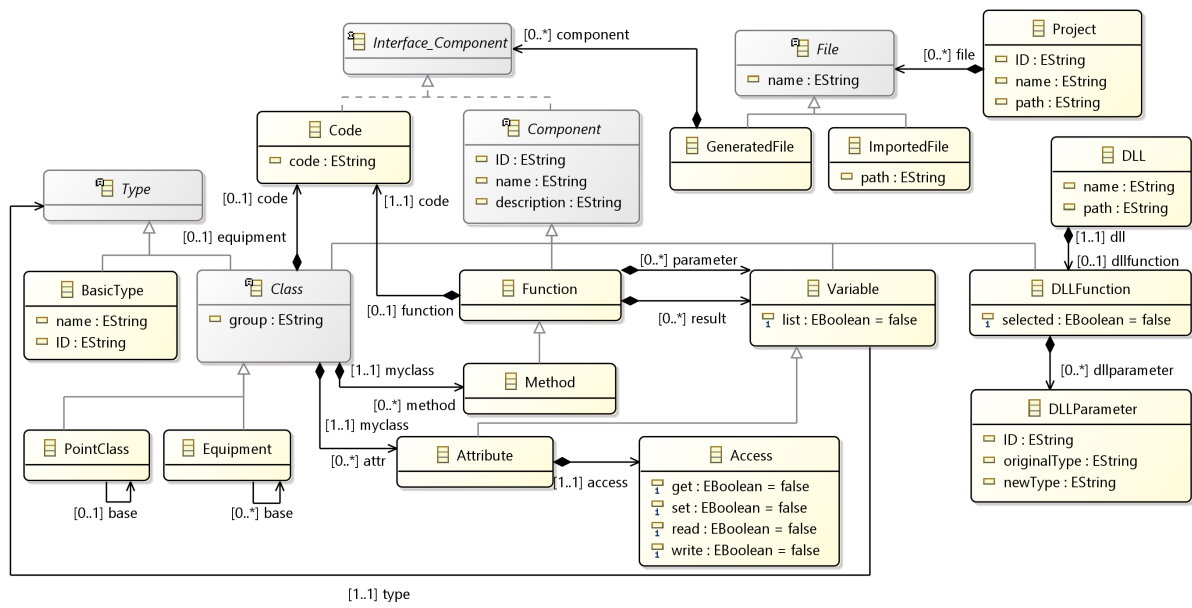 Interface_Component
[0..*] component
File
name : EString
[0..*] file
Project
ID : EString
name : EString
path : EString
Code
code : EString
Component
ID : EString
name : EString
description : EString
GeneratedFile
ImportedFile
path : EString
DLL
name : EString
path : EString
Type
[0..1] code
[1..1] code
[0..1] equipment
[1..1] dll
[0..1] dllfunction
BasicType
name : EString
ID : EString
Class
group : EString
[0..1] function
Function
[0..*] parameter
[0..*] result
Variable
list : EBoolean = false
DLLFunction
selected : EBoolean = false
[1..1] myclass
[0..*] method
Method
[0..*] dllparameter
DLLParameter
ID : EString
originalType : EString
newType : EString
PointClass
Equipment
[1..1] myclass
[0..*] attr
Attribute
[1..1] access
Access
get : EBoolean = false
set : EBoolean = false
read : EBoolean = false
write : EBoolean = false
[0..1] base
[0..*] base
[1..1] type